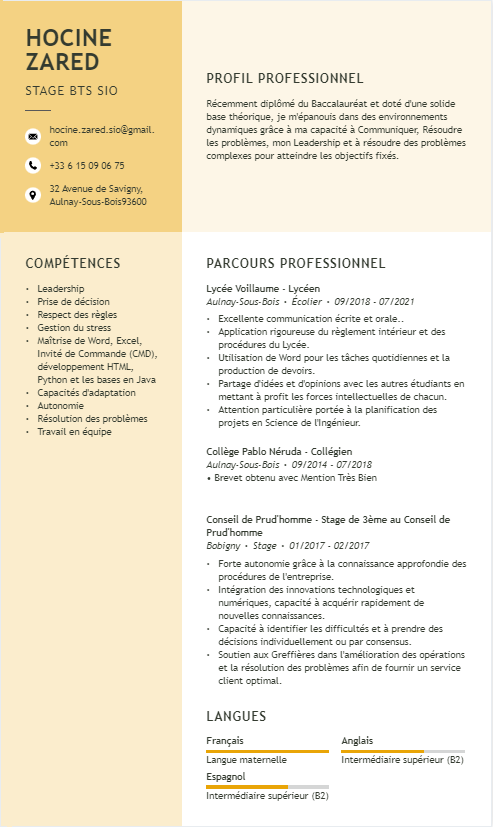 HOCINE
ZARED
STAGE BTS SIO
hocine.zared.sio@gmail.
com
+33 6 15 09 06 75
32 Avenue de Savigny,
Aulnay-Sous-Bois93600
PROFIL PROFESSIONNEL
Récemment diplômé du Baccalauréat et doté d'une solide
base théorique, je m'épanouis dans des environnements
dynamiques grâce à ma capacité à Communiquer, Résoudre
les problèmes, mon Leadership et à résoudre des problèmes
complexes pour atteindre les objectifs fixés.
COMPÉTENCES
• Leadership
• Prise de décision
• Respect des règles
• Gestion du stress
• Maîtrise de Word, Excel,
Invité de Commande (CMD),
développement HTML,
Python et les bases en Java
• Capacités d'adaptation
• Autonomie
• Résolution des problèmes
• Travail en équipe
PARCOURS PROFESSIONNEL
Lycée Voillaume - Lycéen
Aulnay-Sous-Bois • Écolier • 09/2018 - 07/2021
• Excellente communication écrite et orale..
• Application rigoureuse du règlement intérieur et des
procédures du Lycée.
• Utilisation de Word pour les tâches quotidiennes et la
production de devoirs.
• Partage d'idées et d'opinions avec les autres étudiants en
mettant à profit les forces intellectuelles de chacun.
• Attention particulière portée à la planification des
projets en Science de l'Ingénieur.
Collège Pablo Néruda - Collégien
Aulnay-Sous-Bois • 09/2014 - 07/2018
• Brevet obtenu avec Mention Très Bien
Conseil de Prud'homme - Stage de 3ème au Conseil de
Prud'homme
Bobigny • Stage • 01/2017 - 02/2017
• Forte autonomie grâce à la connaissance approfondie des
procédures de l'entreprise.
• Intégration des innovations technologiques et
numériques, capacité à acquérir rapidement de
nouvelles connaissances.
• Capacité à identifier les difficultés et à prendre des
décisions individuellement ou par consensus.
• Soutien aux Greffières dans l'amélioration des opérations
et la résolution des problèmes afin de fournir un service
client optimal.
LANGUES
Français
Langue maternelle
Anglais
Intermédiaire supérieur (B2)
Espagnol
Intermédiaire supérieur (B2)